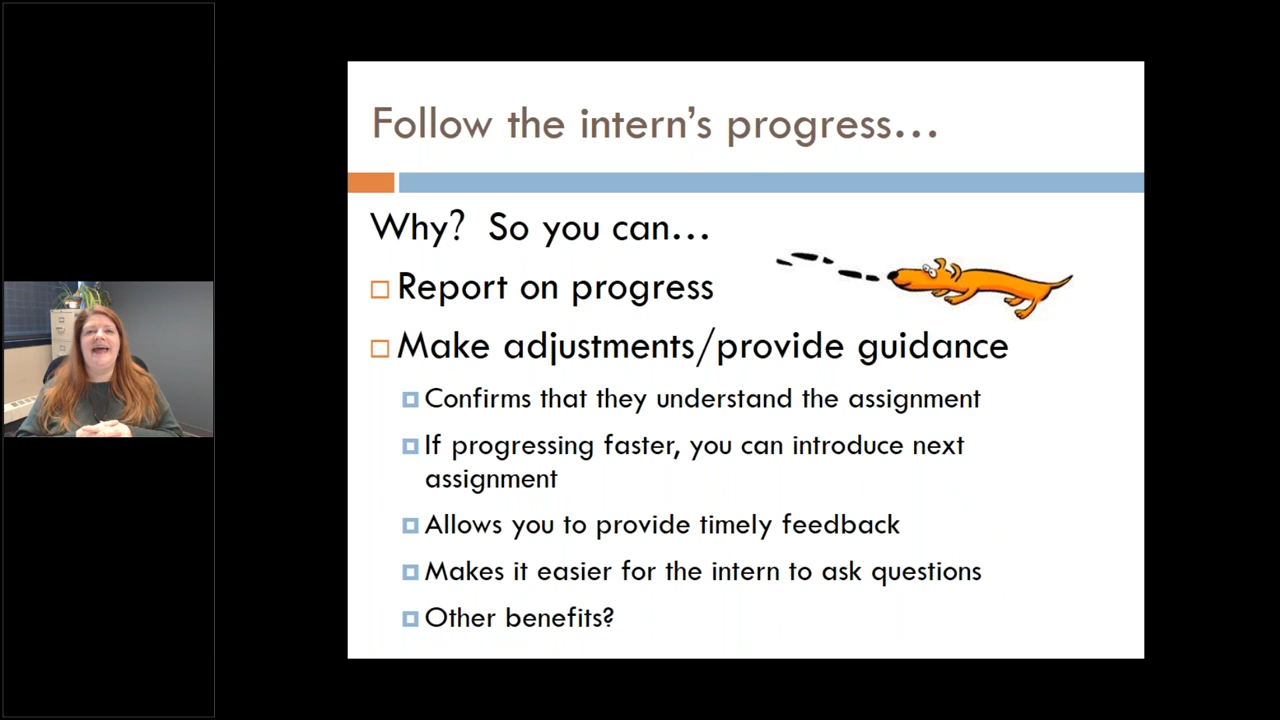 Follow the intern’s progress…
Why?  So you can…
Report on progress
Make adjustments/provide guidance
Confirms that they understand the assignment
If progressing faster, you can introduce next
assignment
Allows you to provide timely feedback
Makes it easier for the intern to ask questions
Other benefits?